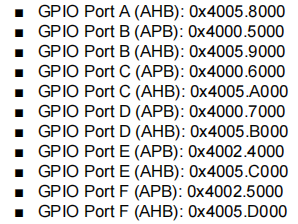 ■ GPIO Port A (AHB): 0x4005.8000
■ GPIO Port B (APB): 0x4000.5000
■ GPIO Port B (AHB): 0x4005.9000
■ GPIO Port C (APB): 0x4000.6000
■ GPIO Port C (AHB): 0x4005.A000
■ GPIO Port D (APB): 0x4000.7000
■ GPIO Port D (AHB): 0x4005.B000
■ GPIO Port E (APB): 0x4002.4000
■ GPIO Port E (AHB): 0x4005.C000
■ GPIO Port F (APB): 0x4002.5000
■ GPIO Port F (AHB): 0x4005.D000